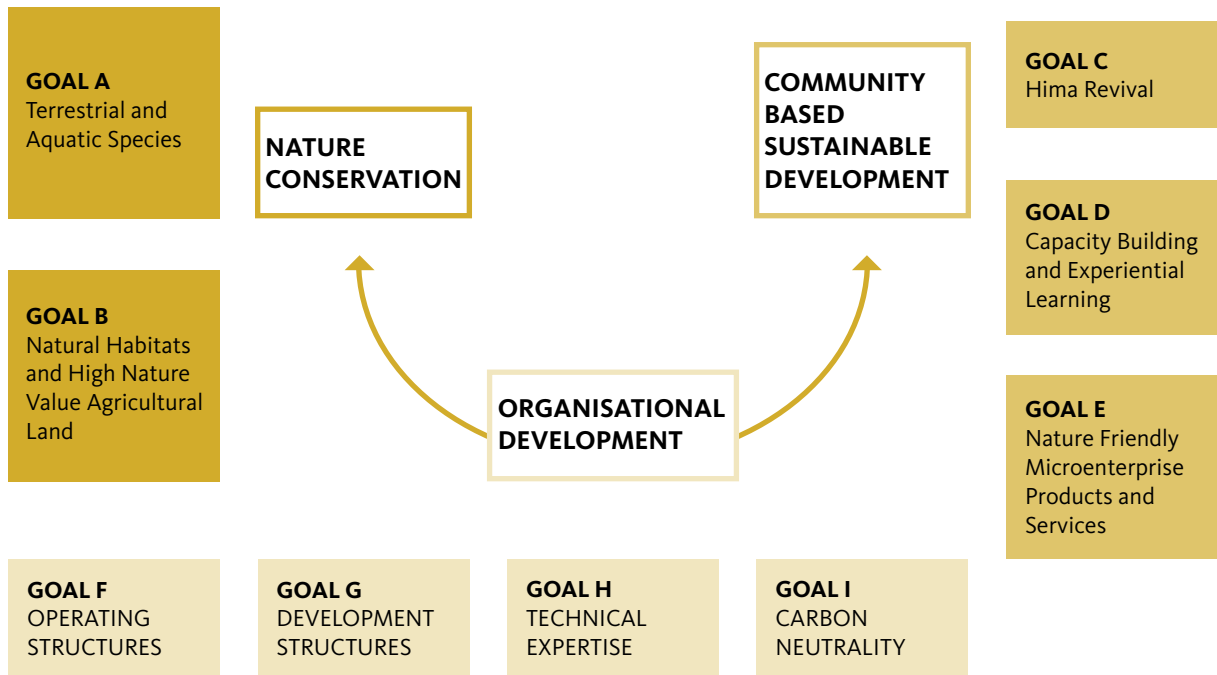 GOAL A
Terrestrial and
Aquatic Species
GOAL B
Natural Habitats
and High Nature
Value Agricultural
Land
NATURE
CONSERVATION
ORGANISATIONAL
DEVELOPMENT
COMMUNITY
BASED
SUSTAINABLE
DEVELOPMENT
GOAL C
Hima Revival
GOAL D
Capacity Building
and Experiential
Learning
GOAL E
Nature Friendly
Microenterprise
Products and
Services
GOAL F
OPERATING
STRUCTURES
GOAL G
DEVELOPMENT
STRUCTURES
GOAL H
TECHNICAL
EXPERTISE
GOAL I
CARBON
NEUTRALITY